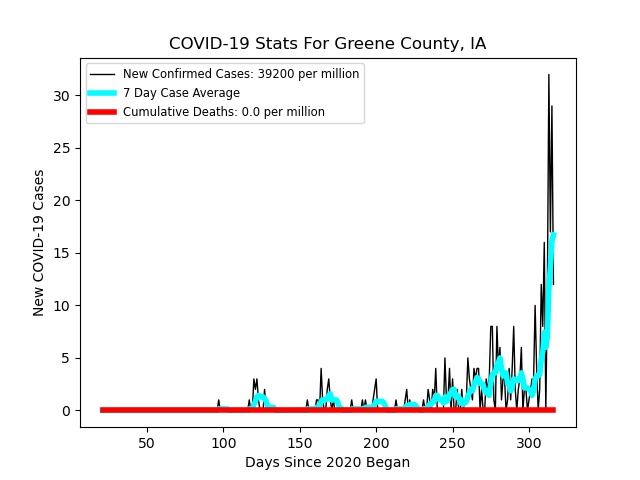 COVID-19 Stats For Greene County, IA
New Confirmed Cases: 39200 per million
7 Day Case Average
Cumulative Deaths: 0.0 per million
New COVID-19 Cases
30
25
20
15
10
5
0
50 100 150 200 250 300
Days Since 2020 Began